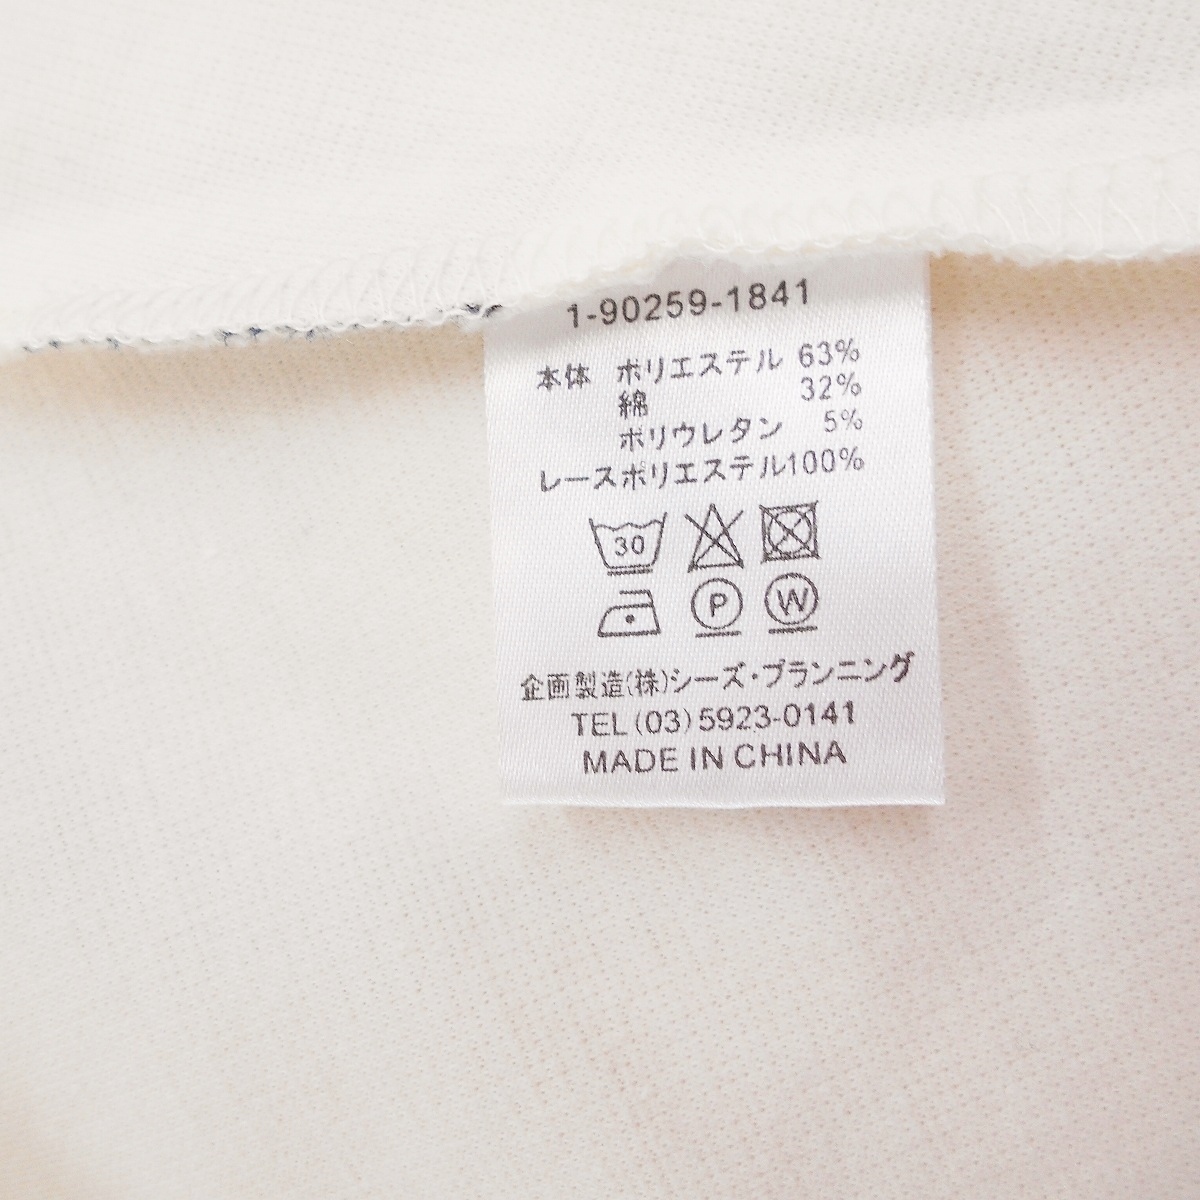 1-90259-1841
本体 ポリエステル 63%
綿 32%
ポリウレタン 5%
レースポリエステル100%
30
P W
企画製造(株)シーズ・プランニング
TEL(03)5923-0141
MADE IN CHINA